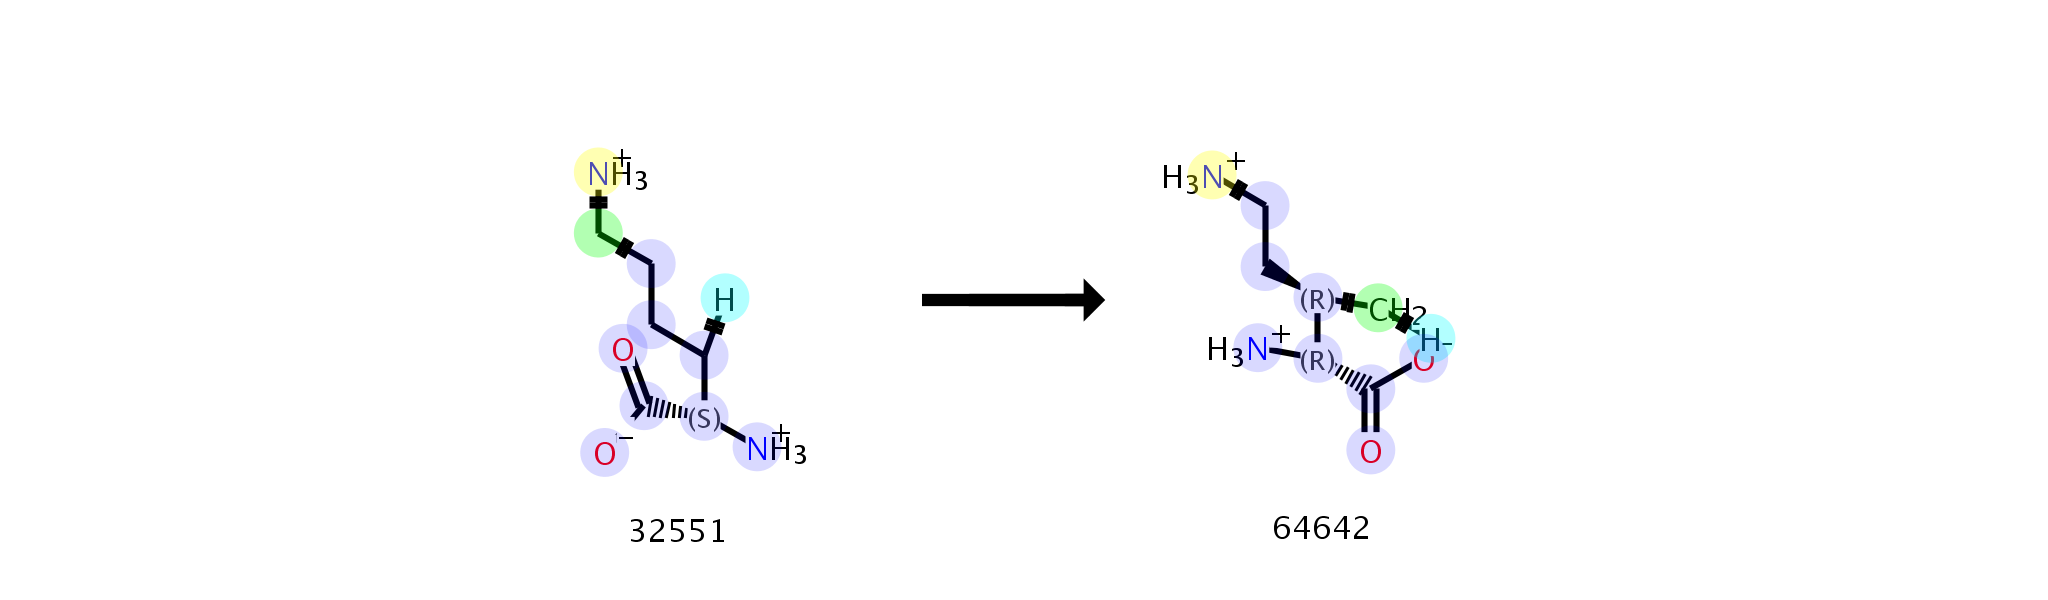 NH3+
H
O
(S)
O−
NH3+
32551
H3N+
(R)
CH2
H
H3N+
(R)
O−
O
64642